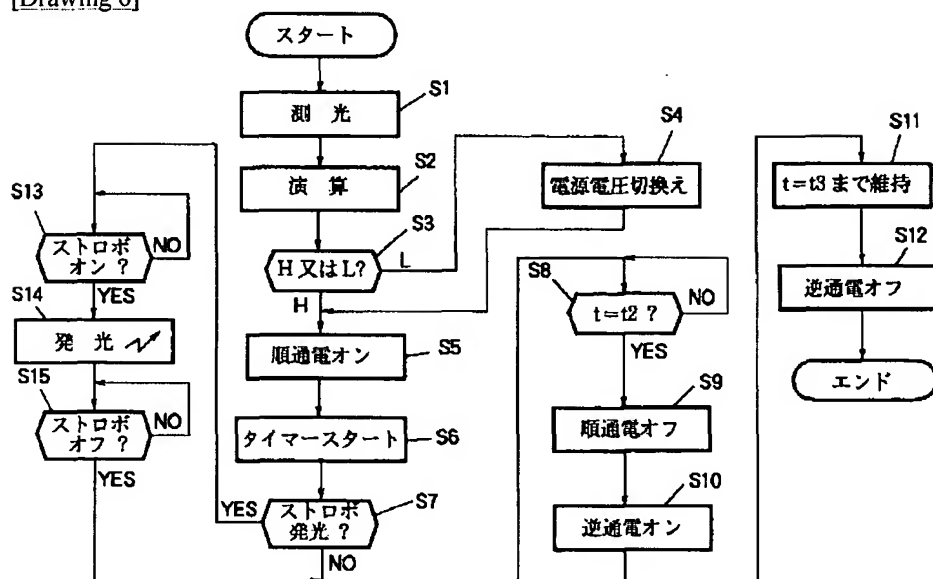 [Drawing 6]
スタート
S1
測 光
S2
演 算
S3
H又はL?
L
H
S4
電源電圧切換え
S5
順通電オン
S6
タイマースタート
S7
ストロボ
発光 ?
YES
NO
S13
ストロボ
オン ?
NO
YES
S14
発 光
S15
ストロボ
オフ ?
NO
YES
S8
t=t2 ?
NO
YES
S9
順通電オフ
S10
逆通電オン
S11
t=t3まで維持
S12
逆通電オフ
エンド